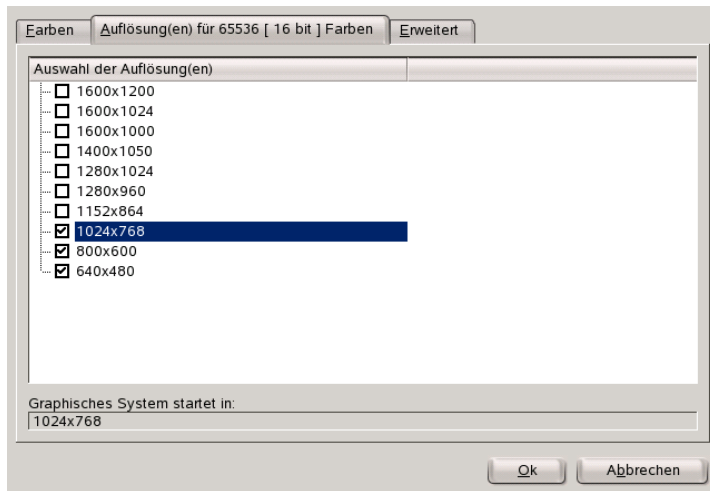 Farben Auflösung(en) für 65536 [ 16 bit ] Farben Erweitert
Auswahl der Auflösung(en)
1600x1200
1600x1024
1600x1000
1400x1050
1280x1024
1280x960
1152x864
1024x768
800x600
640x480
Graphisches System startet in:
1024x768
Ok Abbrechen